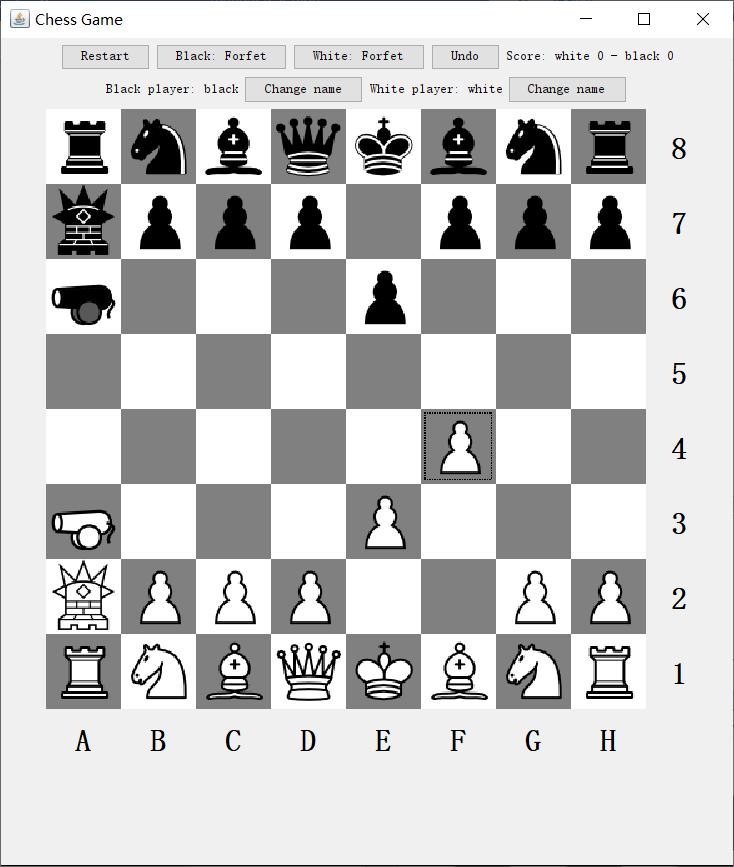 Chess Game
Restart Black: Forfet White: Forfet Undo Score: white 0 - black 0
Black player: black Change name White player: white Change name
8
7
6
5
4
3
2
1
A B C D E F G H